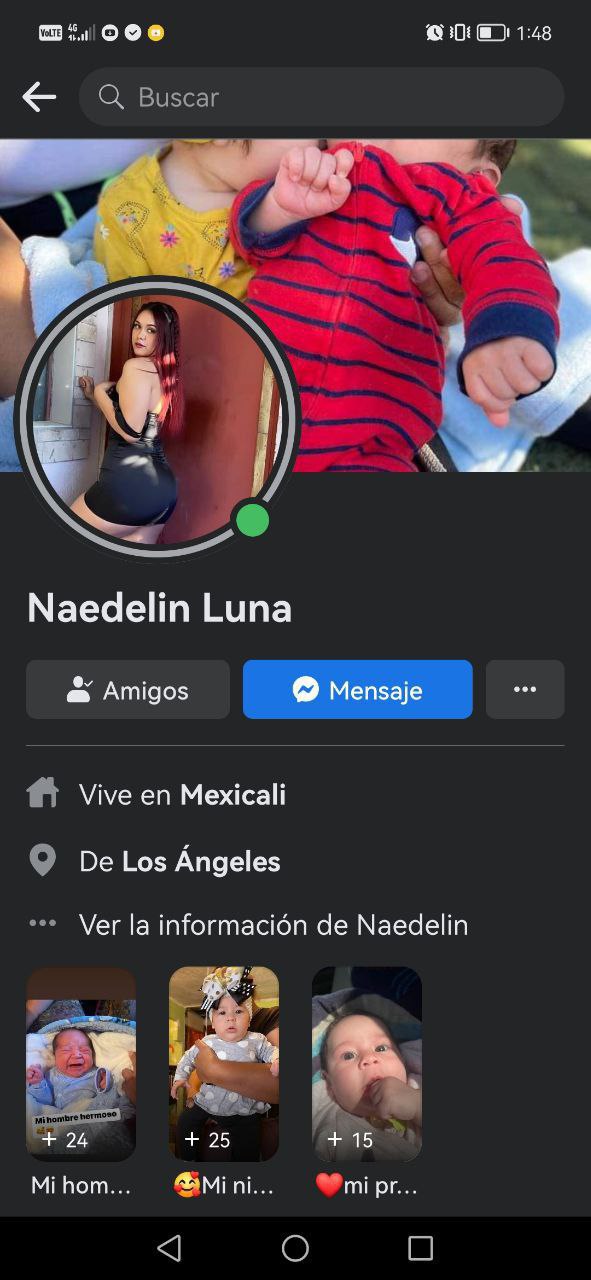 VoLTE 4G 1:48
Buscar
Naedelin Luna
Amigos
Mensaje
Vive en Mexicali
De Los Ángeles
Ver la información de Naedelin
Mi hombre hermoso
+ 24
+ 25
+ 15
Mi hom...
🥰Mi ni...
❤️mi pr...